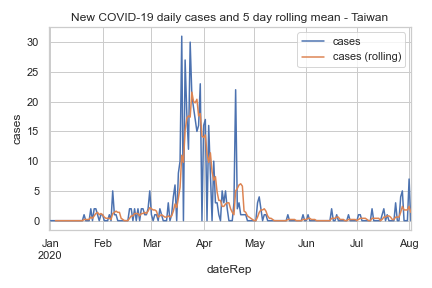 New COVID-19 daily cases and 5 day rolling mean - Taiwan
cases
cases (rolling)
30
25
20
15
10
5
0
cases
Jan Feb Mar Apr May Jun Jul Aug
2020
dateRep